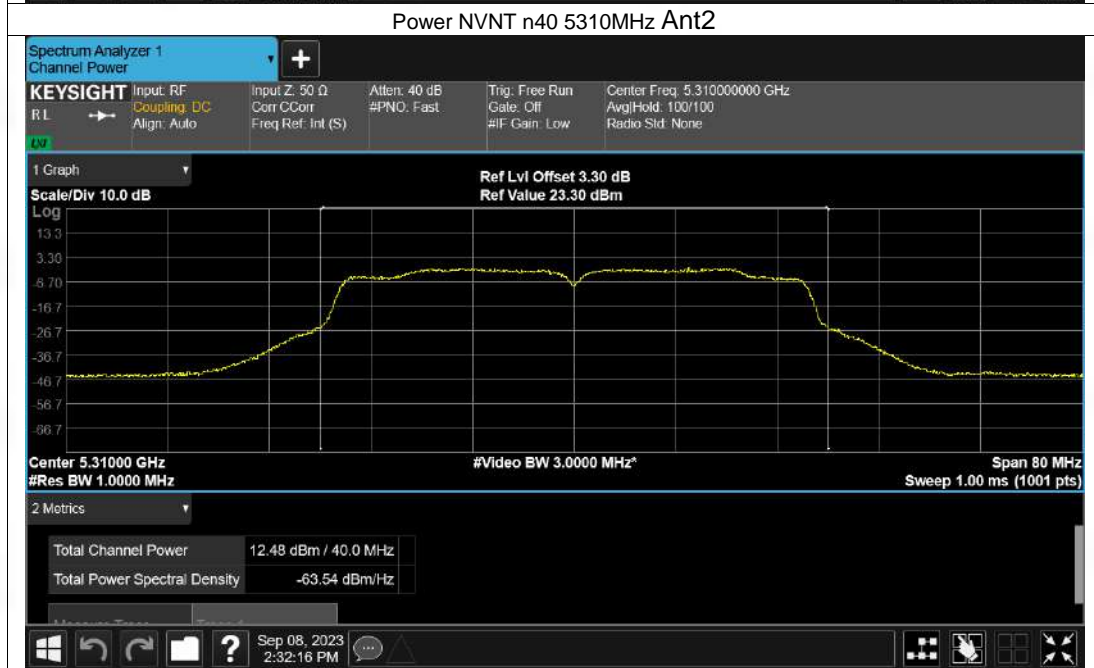 Power NVNT n40 5310MHz Ant2
Spectrum Analyzer 1
Channel Power
+
KEYSIGHT
RL
LXI
Input: RF
Coupling: DC
Align: Auto
Input Z: 50 Ω
Corr CCorr
Freq Ref: Int (S)
Atten: 40 dB
#PNO: Fast
Trig: Free Run
Gate: Off
#IF Gain: Low
Center Freq: 5.310000000 GHz
Avg|Hold: 100/100
Radio Std: None
1 Graph
Scale/Div 10.0 dB
Ref Lvl Offset 3.30 dB
Ref Value 23.30 dBm
Log
13.3
3.30
-6.70
-16.7
-26.7
-36.7
-46.7
-56.7
-66.7
Center 5.31000 GHz
#Video BW 3.0000 MHz*
Span 80 MHz
#Res BW 1.0000 MHz
Sweep 1.00 ms (1001 pts)
2 Metrics
Total Channel Power 12.48 dBm / 40.0 MHz
Total Power Spectral Density -63.54 dBm/Hz
?
Sep 08, 2023
2:32:16 PM